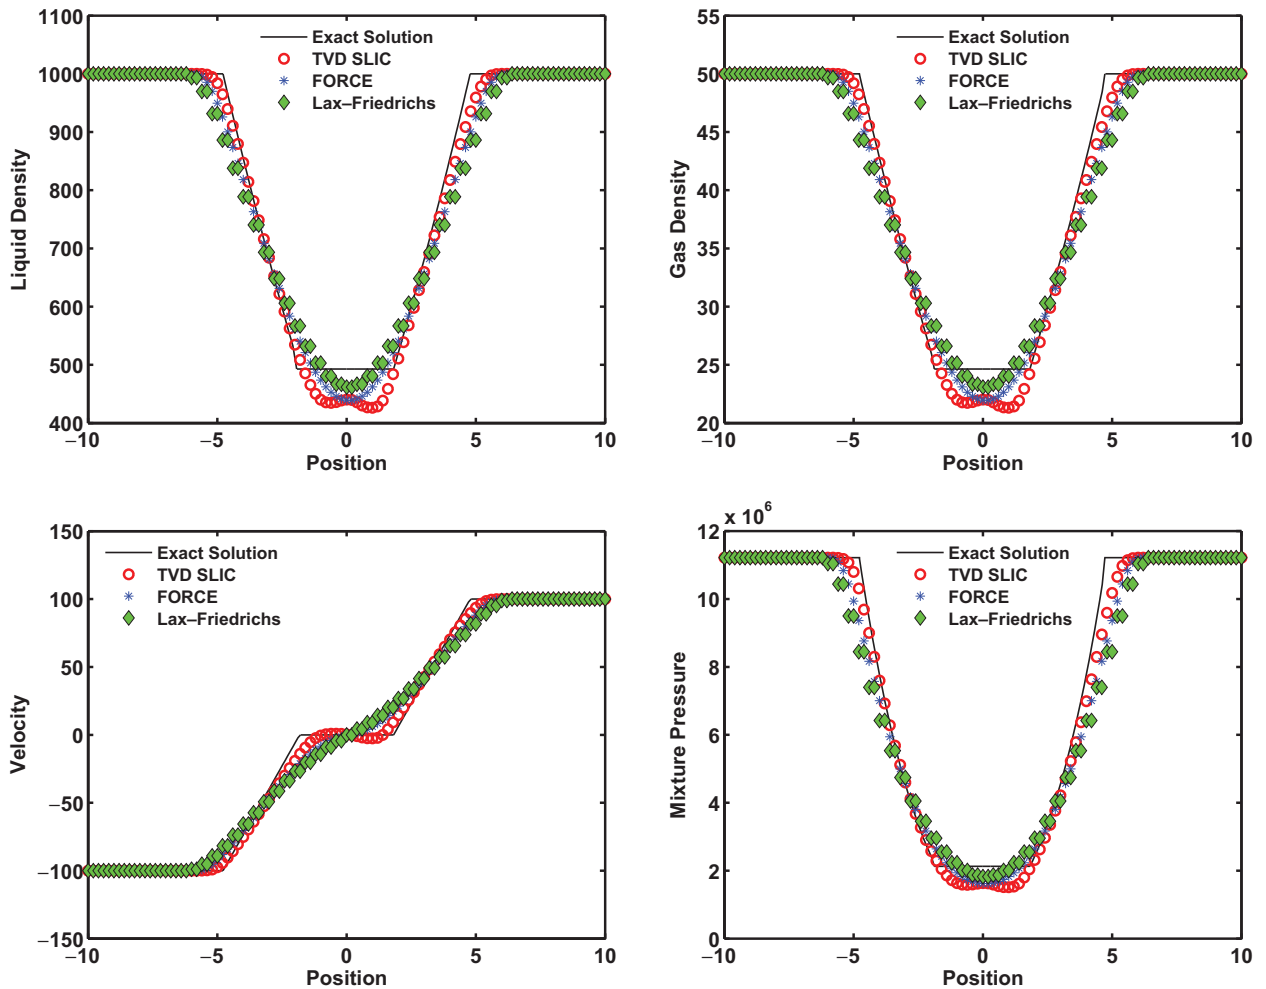 1100
1000
900
800
700
600
500
400
Liquid Density
Exact Solution
TVD SLIC
FORCE
Lax–Friedrichs
−10
−5
0
5
10
Position
55
50
45
40
35
30
25
20
Gas Density
Exact Solution
TVD SLIC
FORCE
Lax–Friedrichs
−10
−5
0
5
10
Position
150
100
50
0
−50
−100
−150
Velocity
Exact Solution
TVD SLIC
FORCE
Lax–Friedrichs
−10
−5
0
5
10
Position
x 10⁶
12
10
8
6
4
2
0
Mixture Pressure
Exact Solution
TVD SLIC
FORCE
Lax–Friedrichs
−10
−5
0
5
10
Position